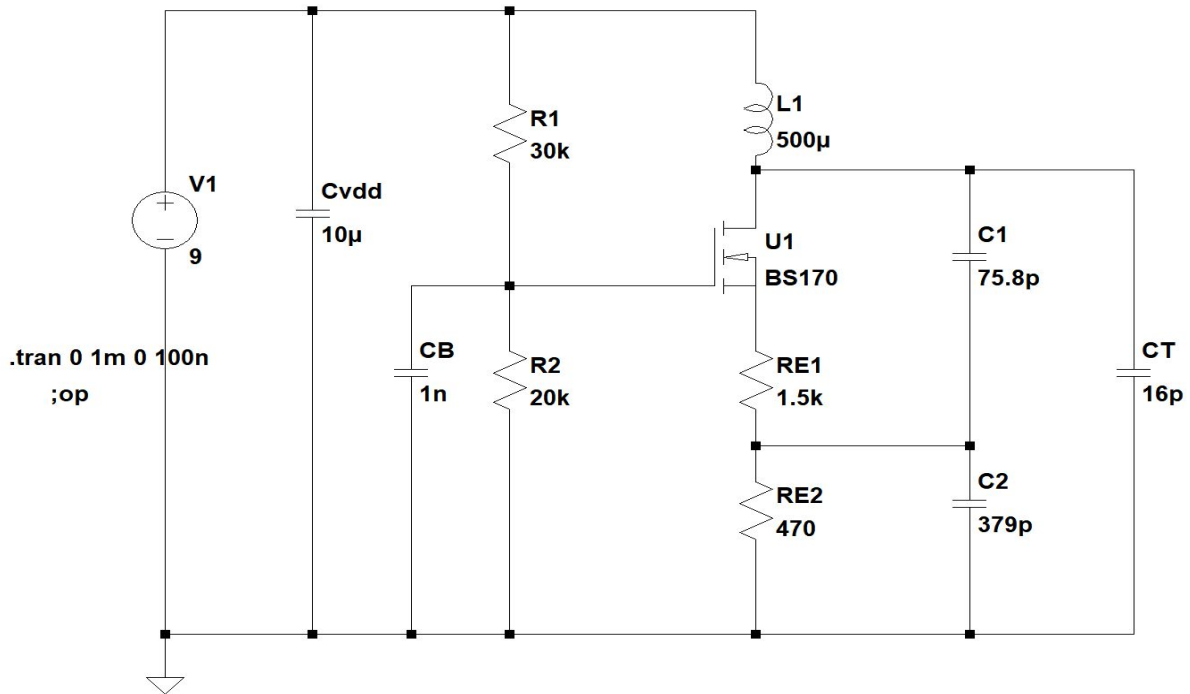 V1
9
.tran 0 1m 0 100n
;op
Cvdd
10µ
R1
30k
CB
1n
R2
20k
L1
500µ
U1
BS170
RE1
1.5k
RE2
470
C1
75.8p
C2
379p
CT
16p